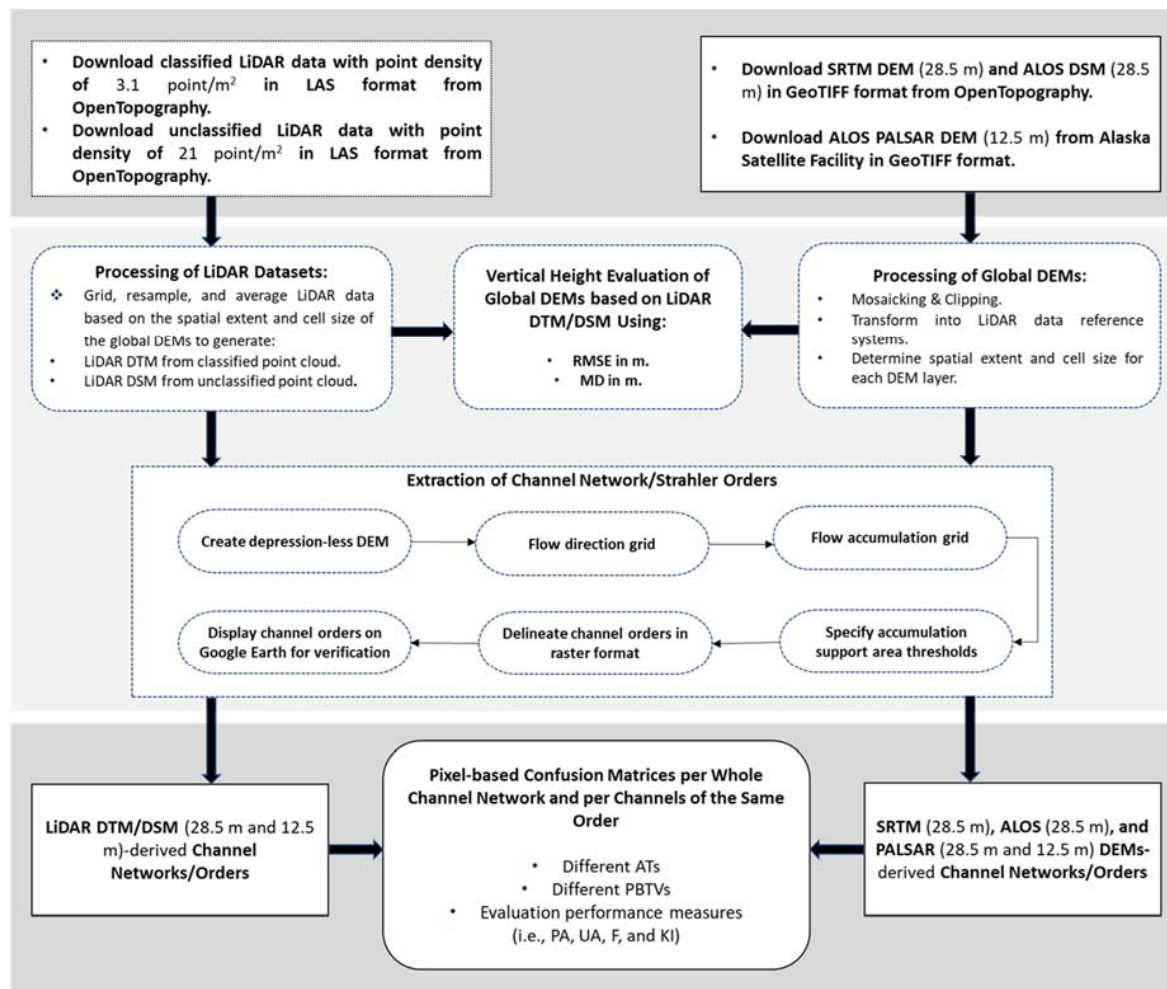 • Download classified LiDAR data with point density
of 3.1 point/m² in LAS format from
OpenTopography.
• Download unclassified LiDAR data with point
density of 21 point/m² in LAS format from
OpenTopography.
• Download SRTM DEM (28.5 m) and ALOS DSM (28.5
m) in GeoTIFF format from OpenTopography.
• Download ALOS PALSAR DEM (12.5 m) from Alaska
Satellite Facility in GeoTIFF format.
Processing of LiDAR Datasets:
❖ Grid, resample, and average LiDAR data
based on the spatial extent and cell size of
the global DEMs to generate:
• LiDAR DTM from classified point cloud.
• LiDAR DSM from unclassified point cloud.
Vertical Height Evaluation of
Global DEMs based on LiDAR
DTM/DSM Using:
• RMSE in m.
• MD in m.
Processing of Global DEMs:
• Mosaicking & Clipping.
• Transform into LiDAR data reference
systems.
• Determine spatial extent and cell size for
each DEM layer.
Extraction of Channel Network/Strahler Orders
Create depression-less DEM
Flow direction grid
Flow accumulation grid
Specify accumulation
support area thresholds
Delineate channel orders in
raster format
Display channel orders on
Google Earth for verification
LiDAR DTM/DSM (28.5 m and 12.5
m)-derived Channel
Networks/Orders
Pixel-based Confusion Matrices per Whole
Channel Network and per Channels of the Same
Order
• Different ATs
• Different PBTVs
• Evaluation performance measures
(i.e., PA, UA, F, and KI)
SRTM (28.5 m), ALOS (28.5 m), and
PALSAR (28.5 m and 12.5 m) DEMs-
derived Channel Networks/Orders